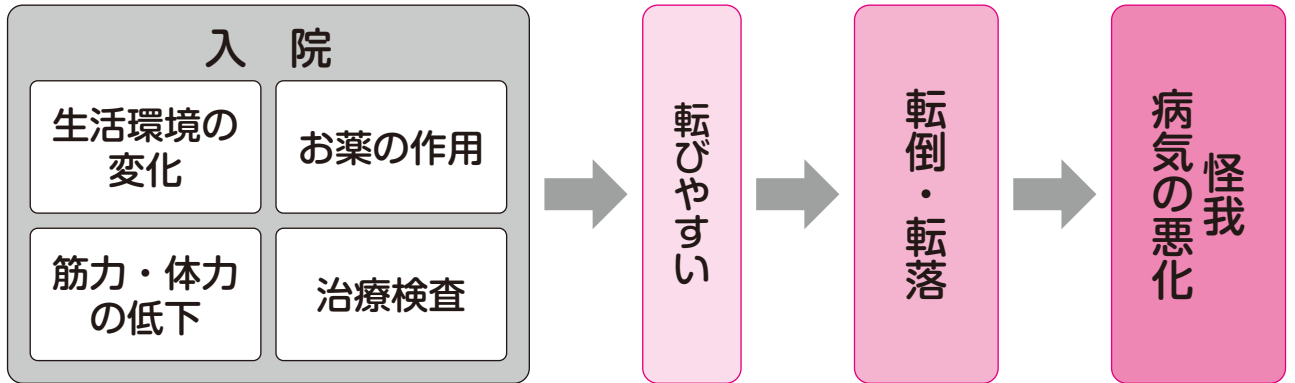 入 院
生活環境の
変化
お薬の作用
筋力・体力
の低下
治療検査
転びやすい
転倒・転落
怪我
病気の悪化